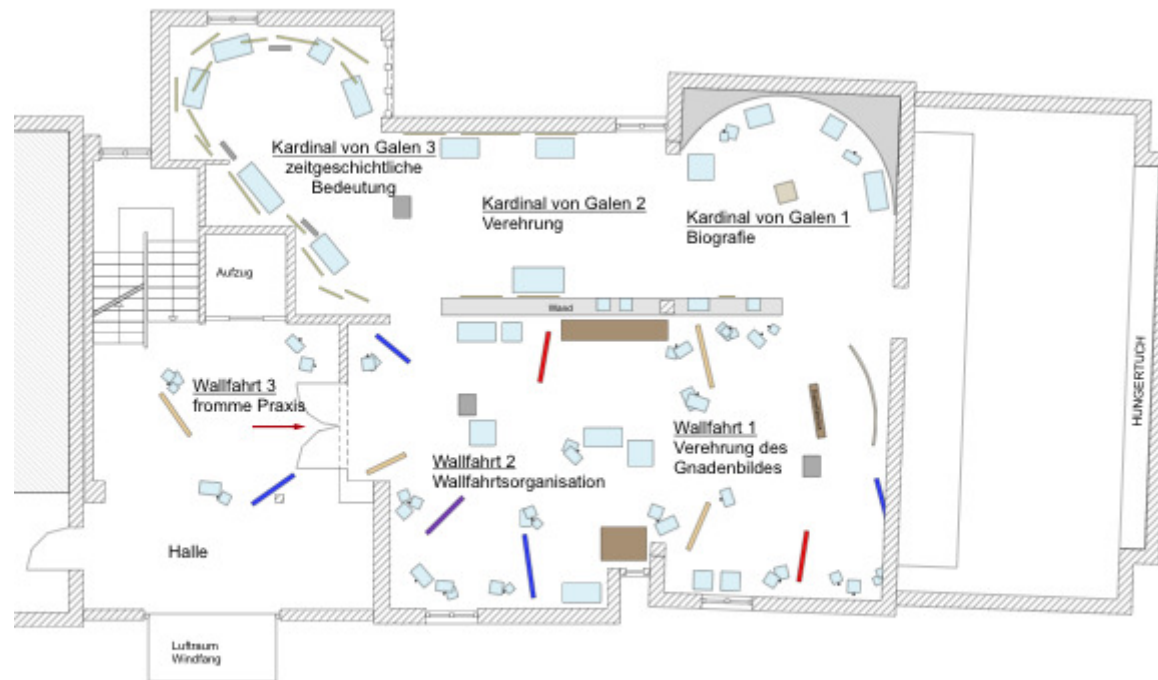 Kardinal von Galen 3
zeitgeschichtliche
Bedeutung
Kardinal von Galen 2
Verehrung
Kardinal von Galen 1
Biografie
Aufzug
Wand
HUNGERTUCH
Wallfahrt 3
fromme Praxis
Wallfahrt 1
Verehrung des
Gnadenbildes
Wallfahrt 2
Wallfahrtsorganisation
Halle
Luftraum
Windfang